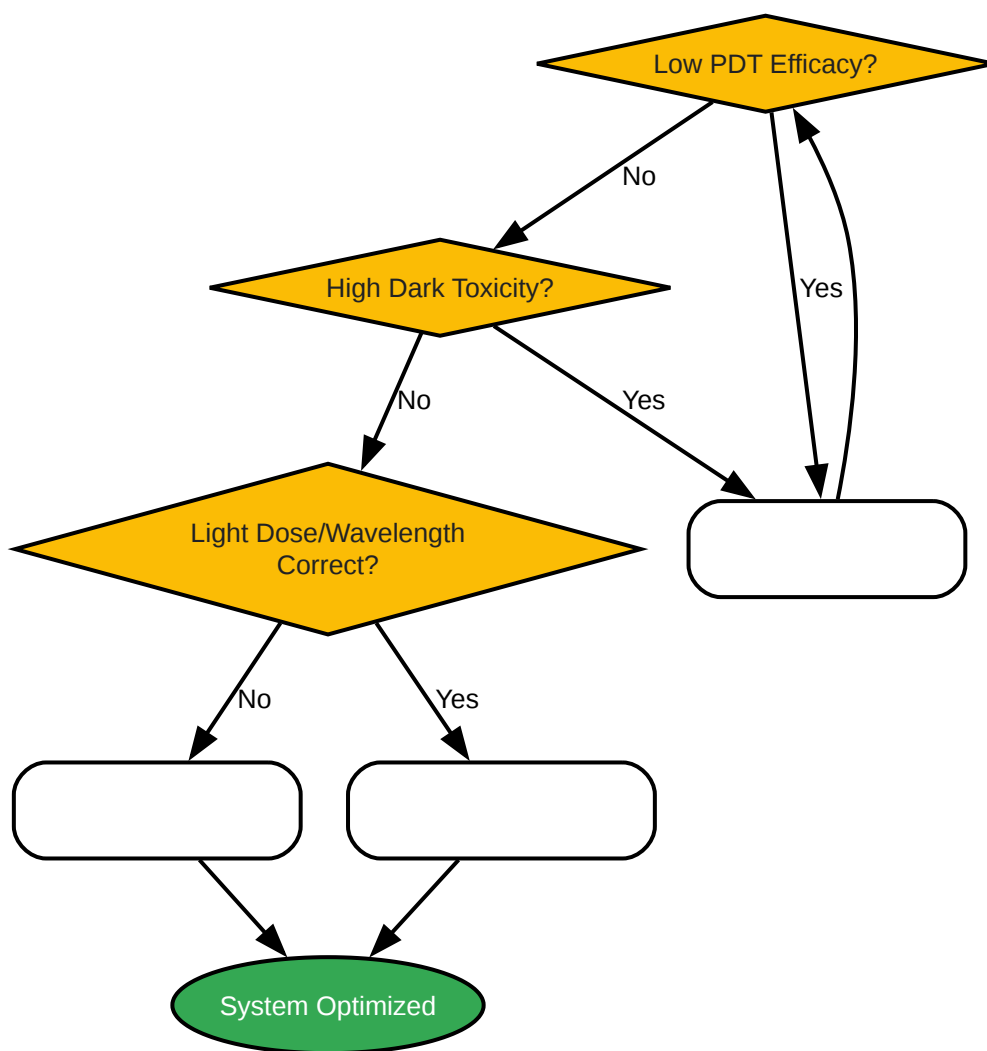 Low PDT Efficacy?
No
High Dark Toxicity?
Yes
No
Yes
Light Dose/Wavelength
Correct?
No
Yes
System Optimized